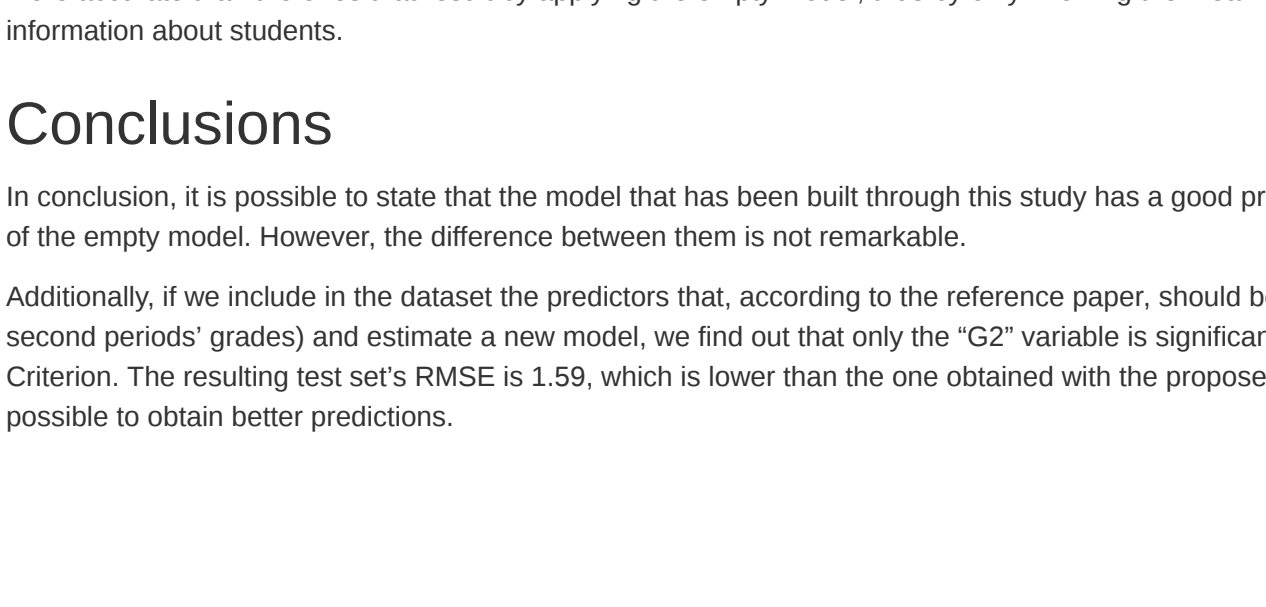 information about students.
Conclusions
In conclusion, it is possible to state that the model that has been built through this study has a good
of the empty model. However, the difference between them is not remarkable.
Additionally, if we include in the dataset the predictors that, according to the reference paper, should
second periods’ grades) and estimate a new model, we find out that only the “G2” variable is
Criterion. The resulting test set’s RMSE is 1.59, which is lower than the one obtained with the
possible to obtain better predictions.